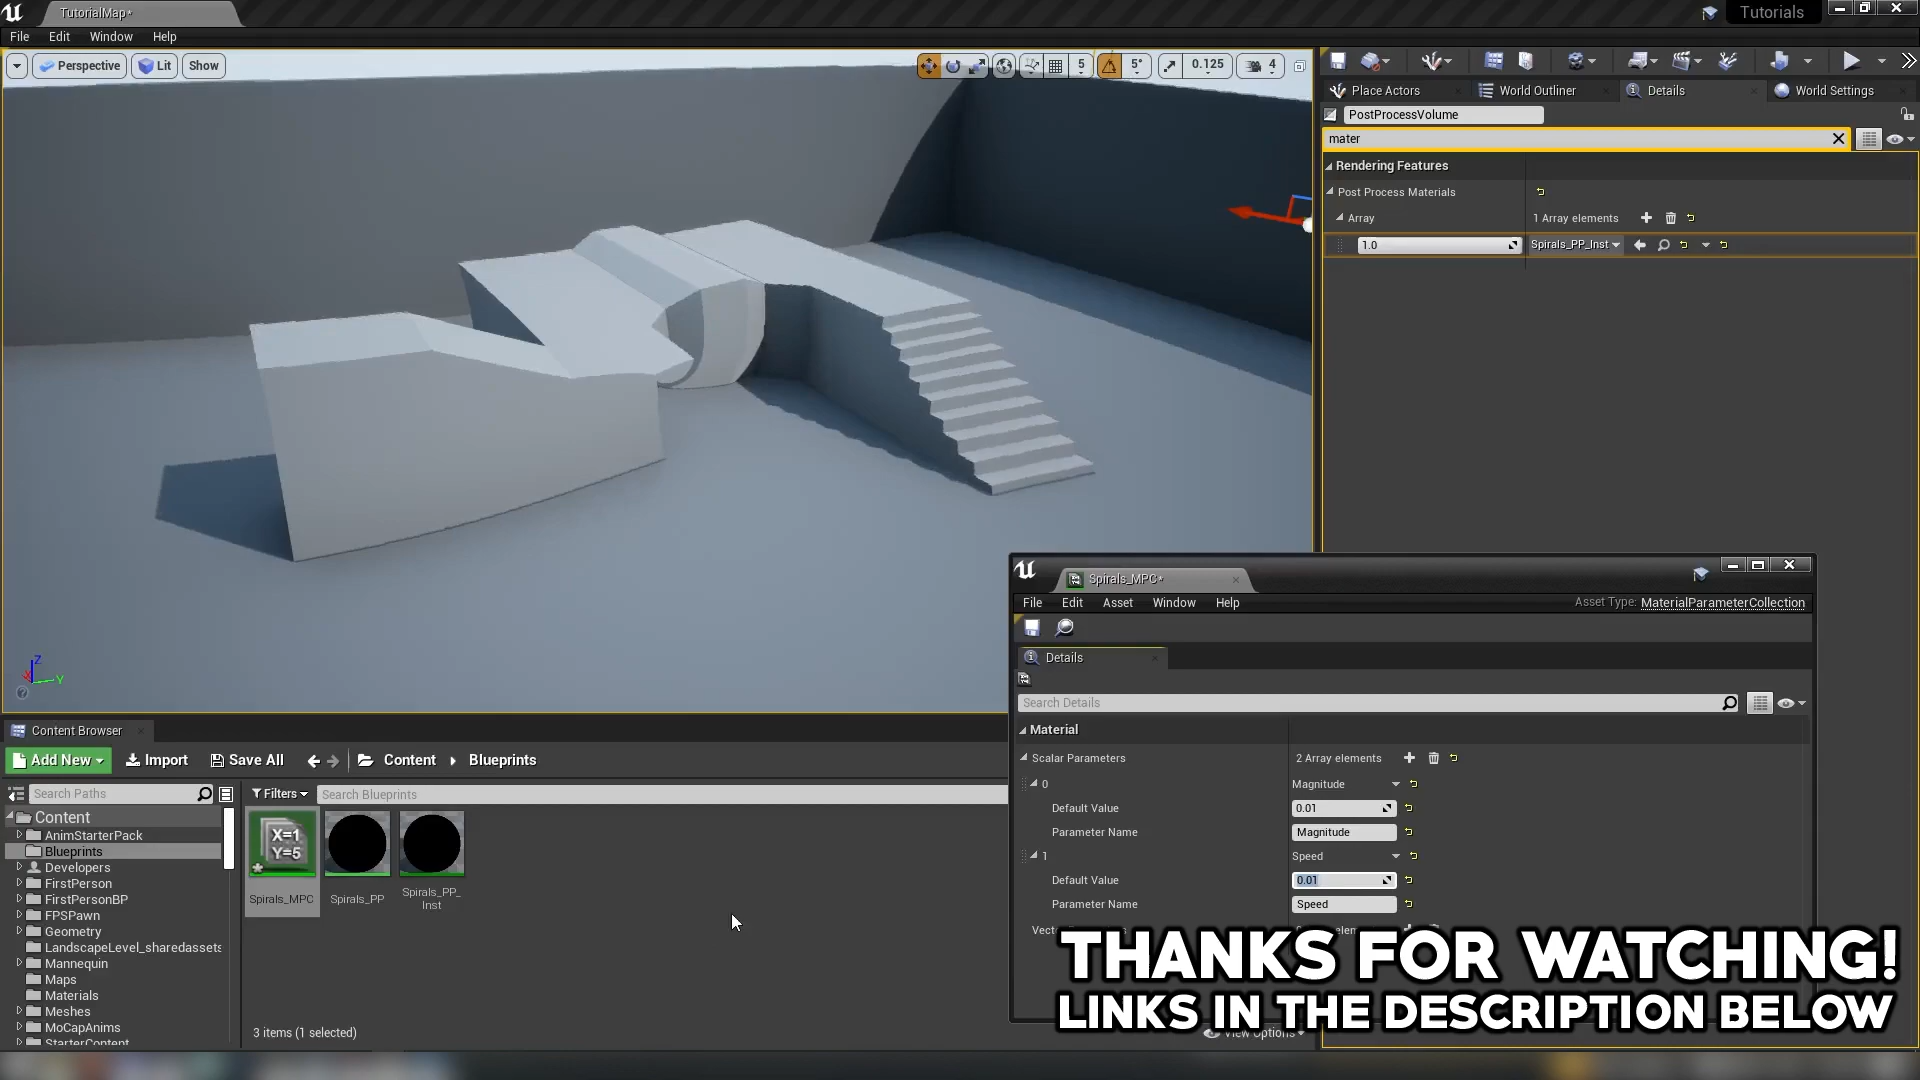 TutorialMap*
Tutorials
File Edit Window Help
Perspective Lit Show
5 5° 0.125 4
Place Actors World Outliner Details World Settings
PostProcessVolume
mater
Rendering Features
Post Process Materials
Array 1 Array elements
1.0 Spirals_PP_Inst
Z
Y
Spirals_MPC*
File Edit Asset Window Help
Asset Type: MaterialParameterCollection
Details
Search Details
Material
Scalar Parameters 2 Array elements
0 Magnitude
Default Value 0.01
Parameter Name Magnitude
1 Speed
Default Value 0.01
Parameter Name Speed
Content Browser
Add New Import Save All Content Blueprints
Search Paths
Filters Search Blueprints
Content
AnimStarterPack
Blueprints
Developers
FirstPerson
FirstPersonBP
FPSPawn
Geometry
LandscapeLevel_sharedassets
Mannequin
Maps
Materials
Meshes
MoCapAnims
StarterContent
X=1
Y=5
Spirals_MPC
Spirals_PP
Spirals_PP_
Inst
3 items (1 selected)
View Options
THANKS FOR WATCHING!
LINKS IN THE DESCRIPTION BELOW